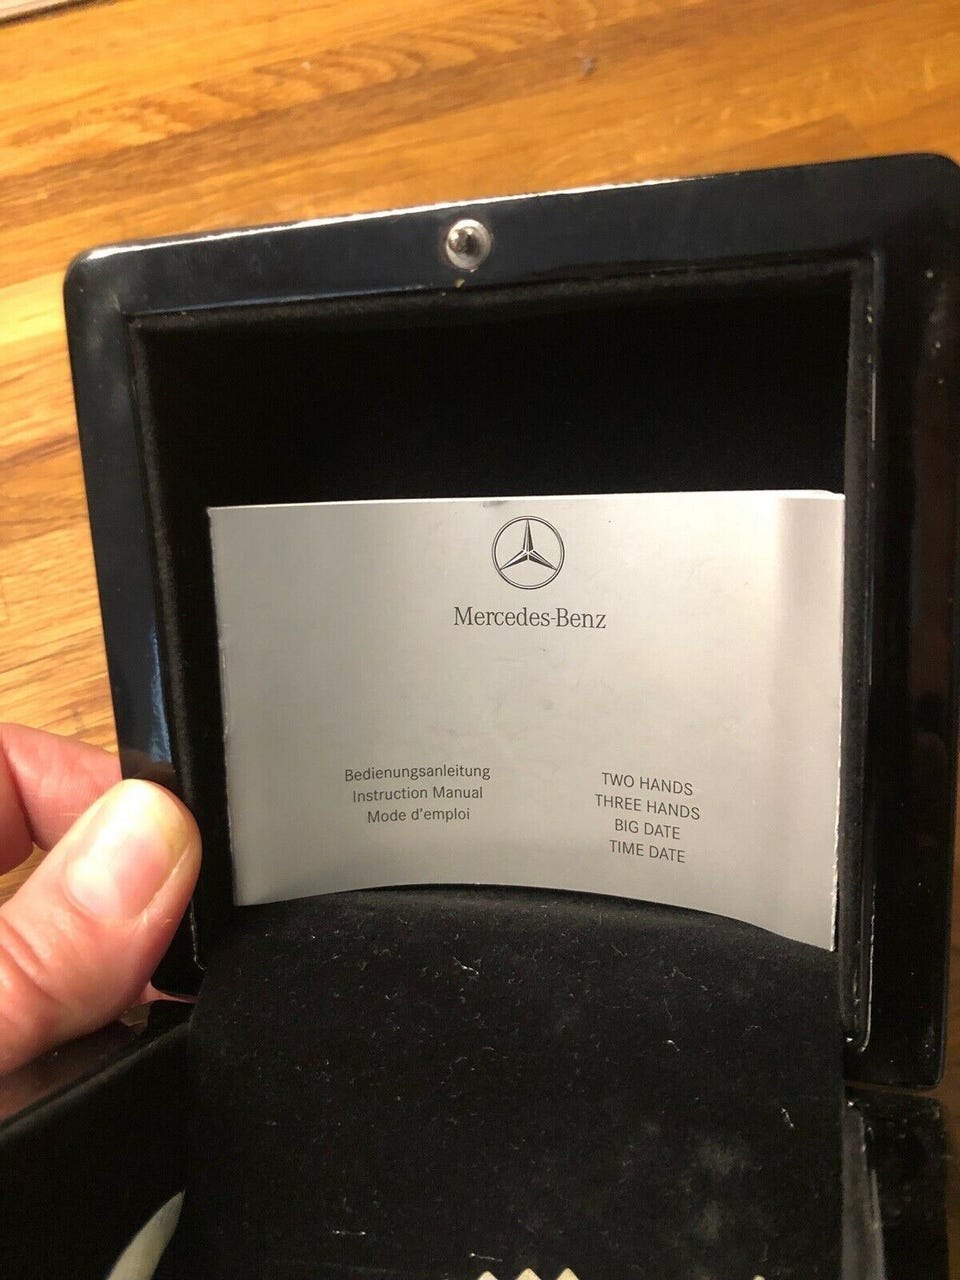 Mercedes-Benz
Bedienungsanleitung
Instruction Manual
Mode d'emploi
TWO HANDS
THREE HANDS
BIG DATE
TIME DATE